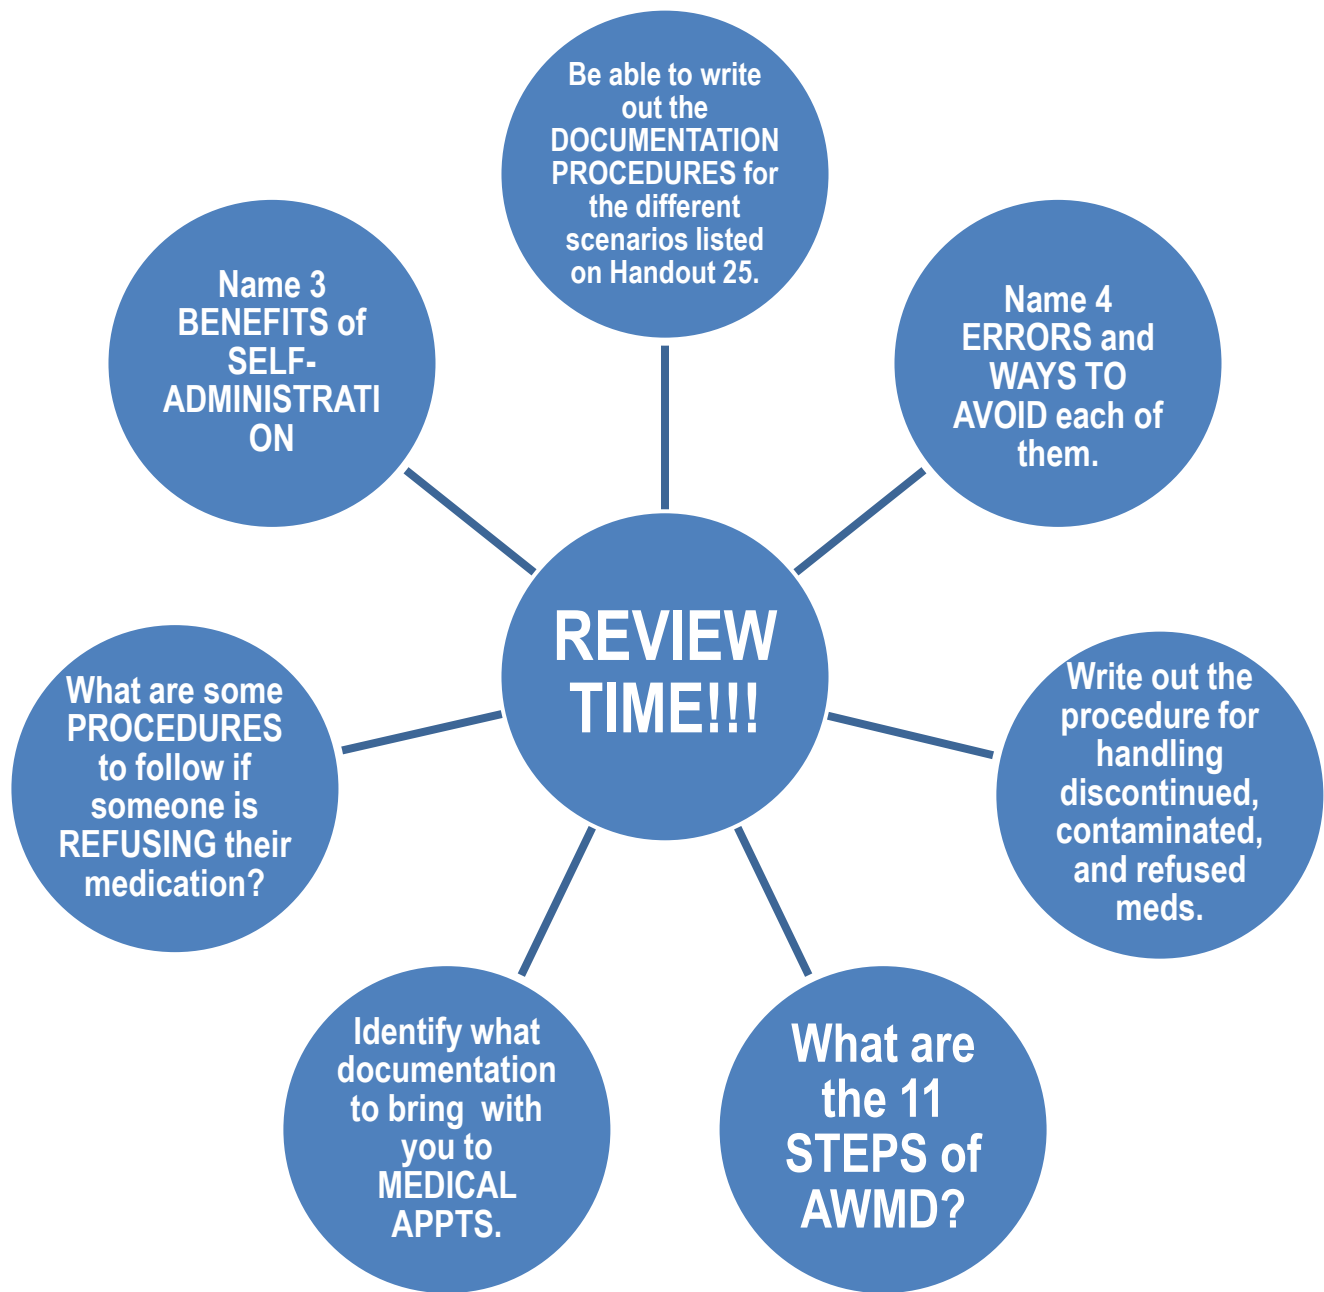 Be able to write
out the
DOCUMENTATION
PROCEDURES for
the different
scenarios listed
on Handout 25.
Name 4
ERRORS and
WAYS TO
AVOID each of
them.
Write out the
procedure for
handling
discontinued,
contaminated,
and refused
meds.
What are
the 11
STEPS of
AWMD?
Identify what
documentation
to bring  with
you to
MEDICAL
APPTS.
What are some
PROCEDURES
to follow if
someone is
REFUSING their
medication?
Name 3
BENEFITS of
SELF-
ADMINISTRATI
ON
REVIEW
TIME!!!